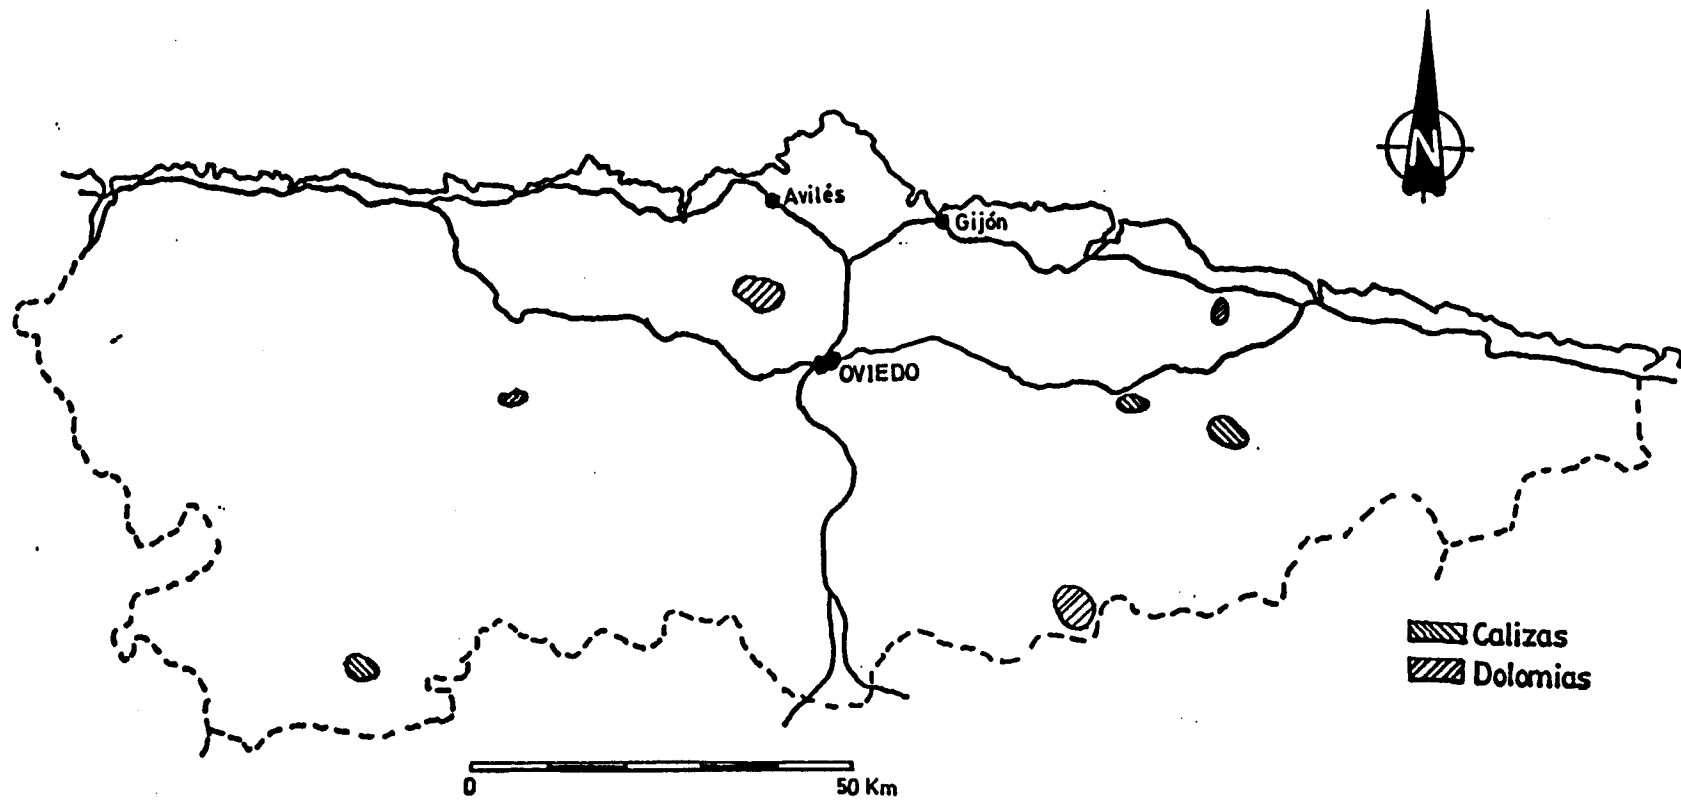 N
Avilés
Gijón
OVIEDO
Calizas
Dolomias
0 50 Km